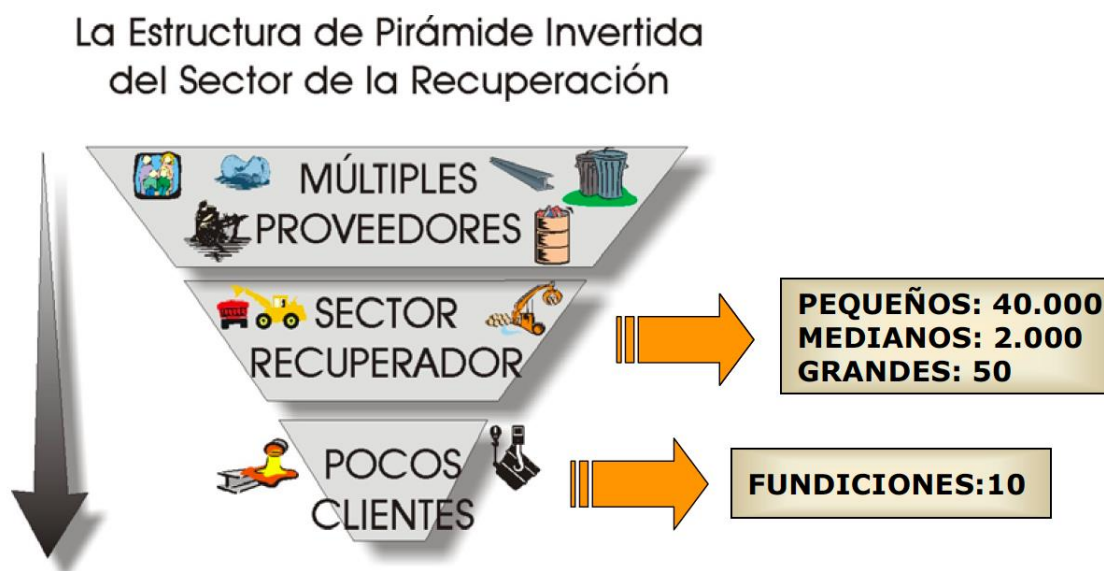 La Estructura de Pirámide Invertida
del Sector de la Recuperación
MÚLTIPLES
PROVEEDORES
SECTOR
RECUPERADOR
PEQUEÑOS: 40.000
MEDIANOS: 2.000
GRANDES: 50
POCOS
CLIENTES
FUNDICIONES:10